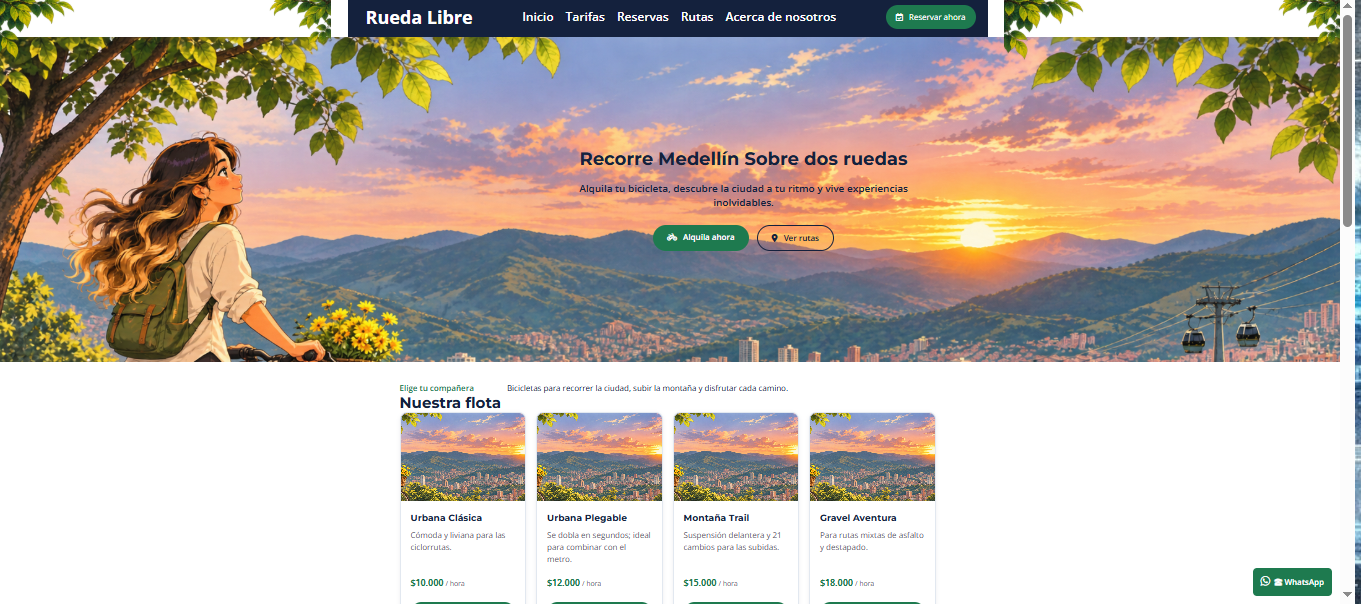 Rueda Libre
Inicio Tarifas Reservas Rutas Acerca de nosotros
Reservar ahora
Recorre Medellín Sobre dos ruedas
Alquila tu bicicleta, descubre la ciudad a tu ritmo y vive experiencias
inolvidables.
Alquila ahora
Ver rutas
Elige tu compañera
Bicicletas para recorrer la ciudad, subir la montaña y disfrutar cada camino.
Nuestra flota
Urbana Clásica
Cómoda y liviana para las
ciclorrutas.
$10.000 / hora
Urbana Plegable
Se dobla en segundos; ideal
para combinar con el
metro.
$12.000 / hora
Montaña Trail
Suspensión delantera y 21
cambios para las subidas.
$15.000 / hora
Gravel Aventura
Para rutas mixtas de asfalto
y destapado.
$18.000 / hora
WhatsApp